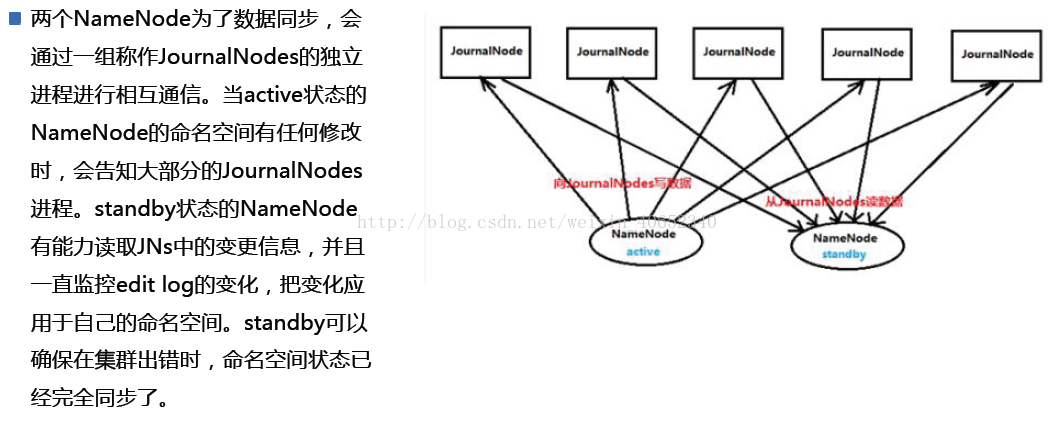 两个NameNode为了数据同步，会
通过一组称作JournalNodes的独立
进程进行相互通信。当active状态的
NameNode的命名空间有任何修改
时，会告知大部分的JournalNodes
进程。standby状态的NameNode
有能力读取JNs中的变更信息，并且
一直监控edit log的变化，把变化应
用于自己的命名空间。standby可以
确保在集群出错时，命名空间状态已
经完全同步了。
JournalNode
JournalNode
JournalNode
JournalNode
JournalNode
向JournalNodes写数据
从JournalNodes读数据
NameNode
active
NameNode
standby